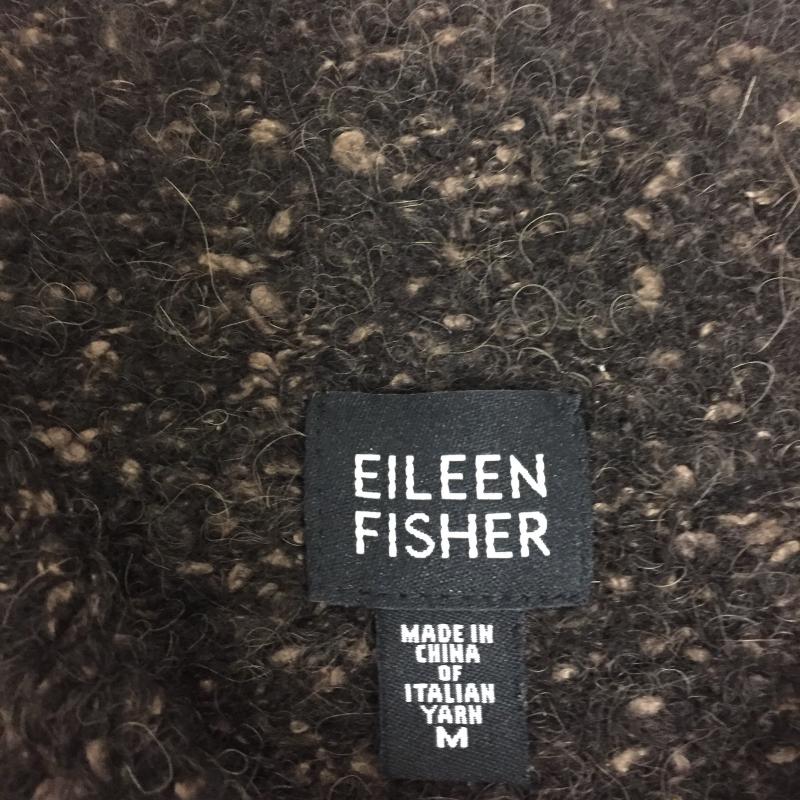 EILEEN
FISHER
MADE IN
CHINA
OF
ITALIAN
YARN
M